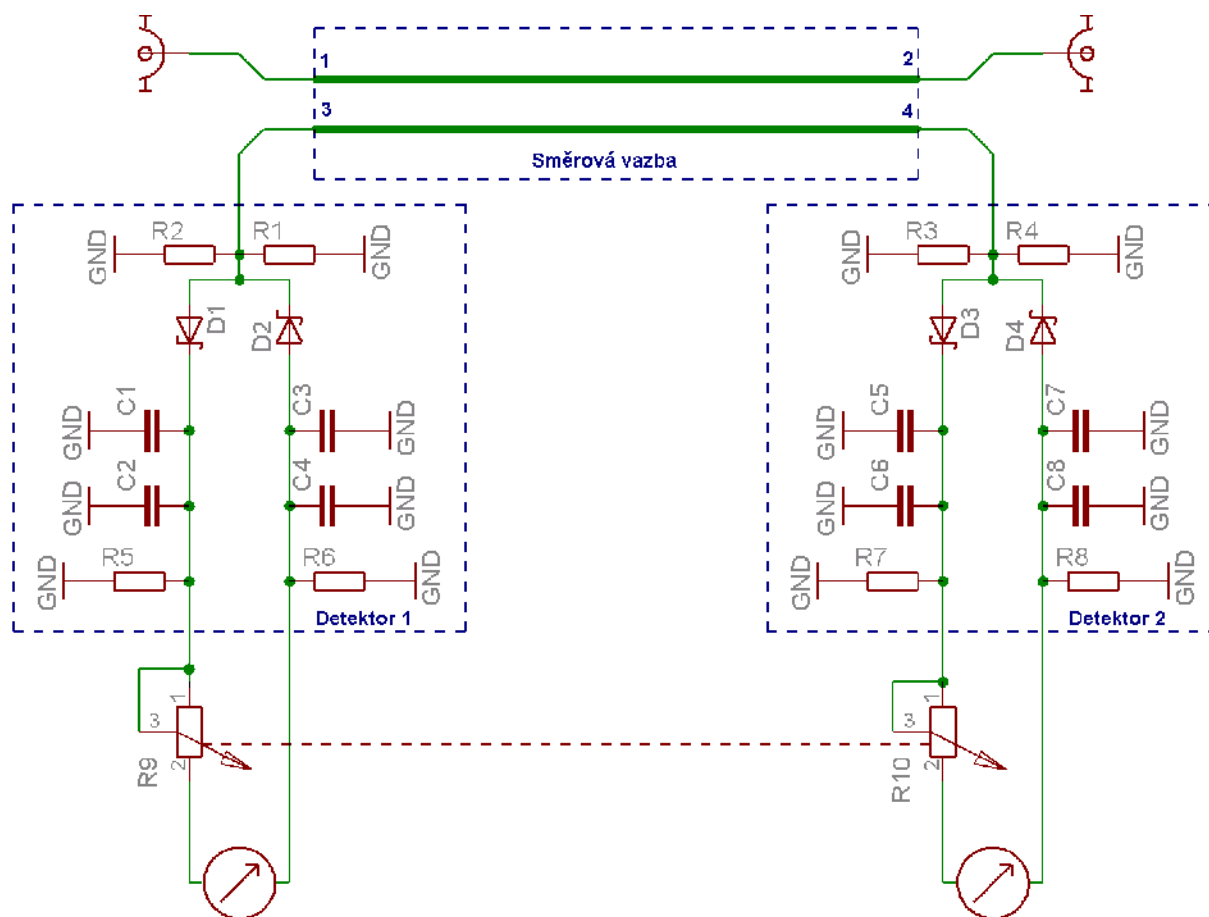 1 2
3 4
Směrová vazba
GND R2 R1 GND
GND R3 R4 GND
D1 D2
D3 D4
GND C1 C3 GND
GND C5 C7 GND
GND C2 C4 GND
GND C6 C8 GND
GND R5 R6 GND
GND R7 R8 GND
Detektor 1
Detektor 2
1
3
2
R9
1
3
2
R10